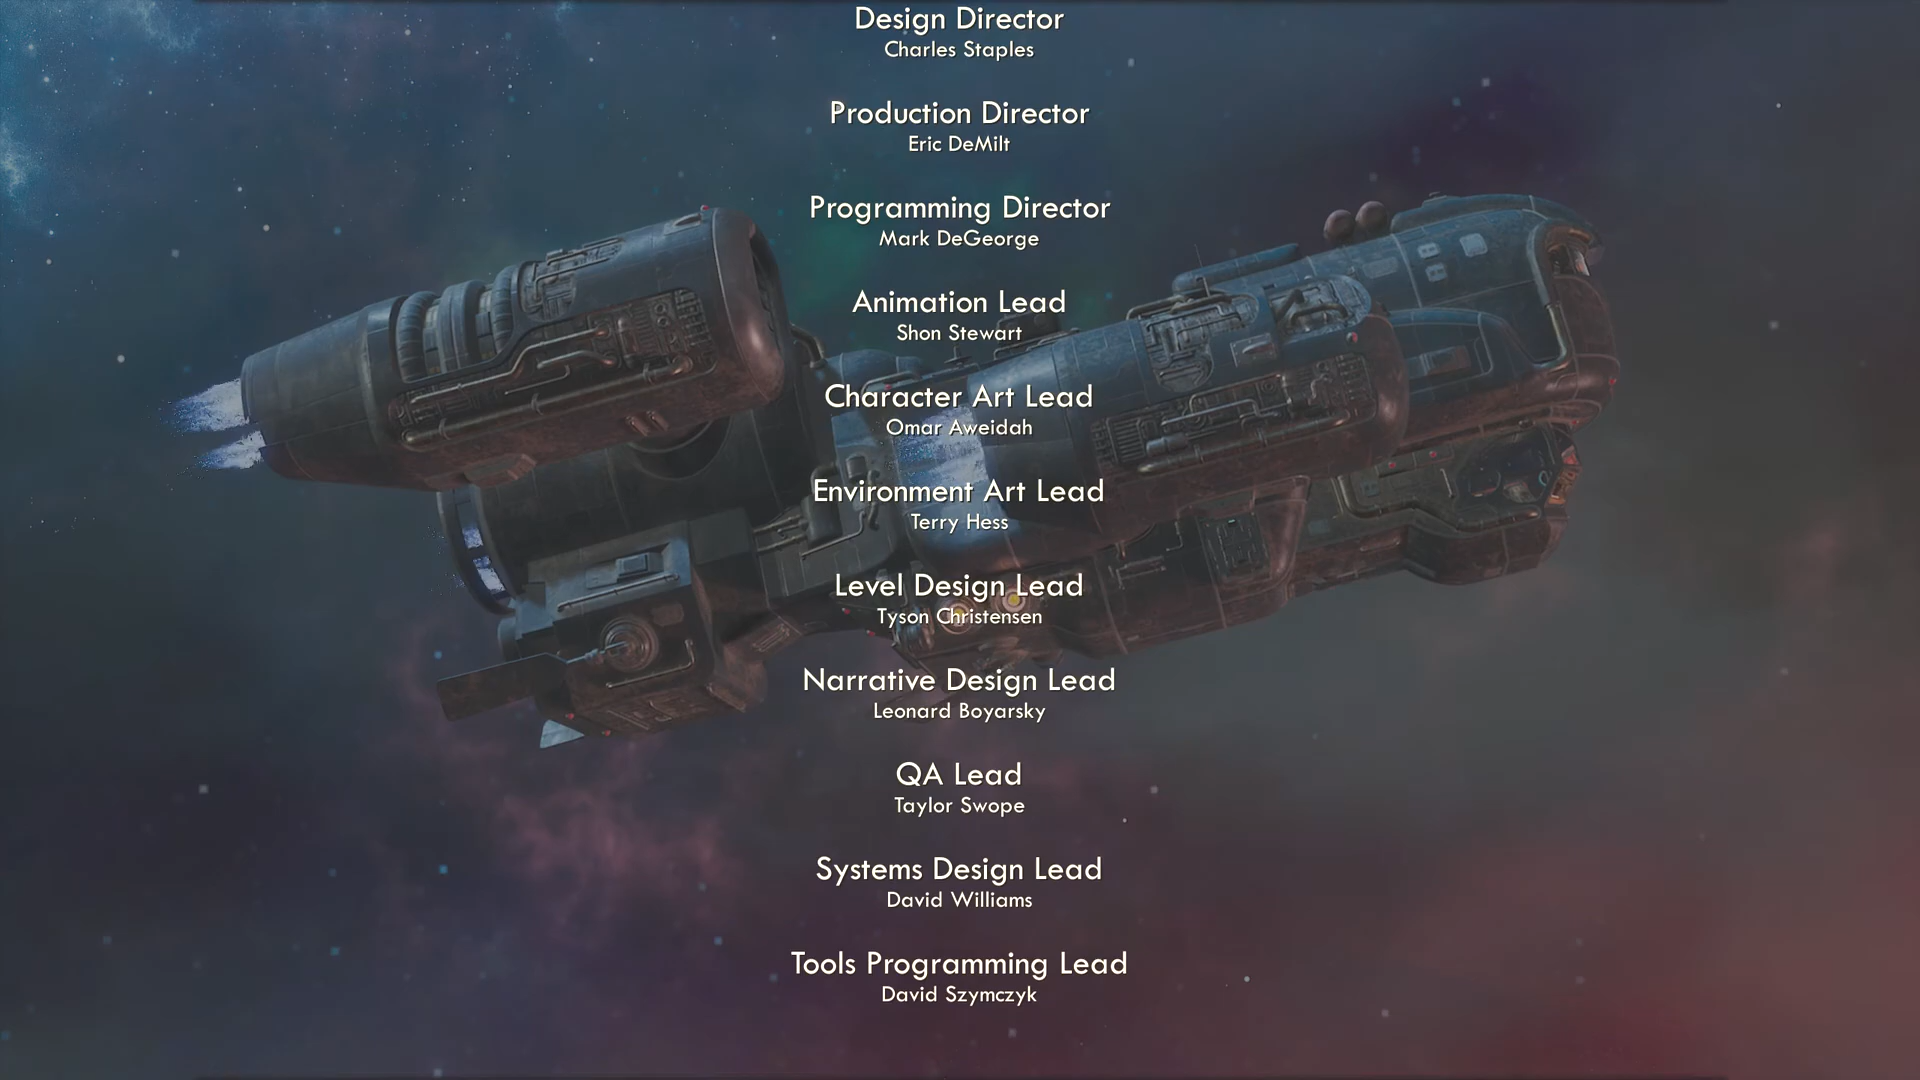 Design Director
Charles Staples
Production Director
Eric DeMilt
Programming Director
Mark DeGeorge
Animation Lead
Shon Stewart
Character Art Lead
Omar Aweidah
Environment Art Lead
Terry Hess
Level Design Lead
Tyson Christensen
Narrative Design Lead
Leonard Boyarsky
QA Lead
Taylor Swope
Systems Design Lead
David Williams
Tools Programming Lead
David Szymczyk